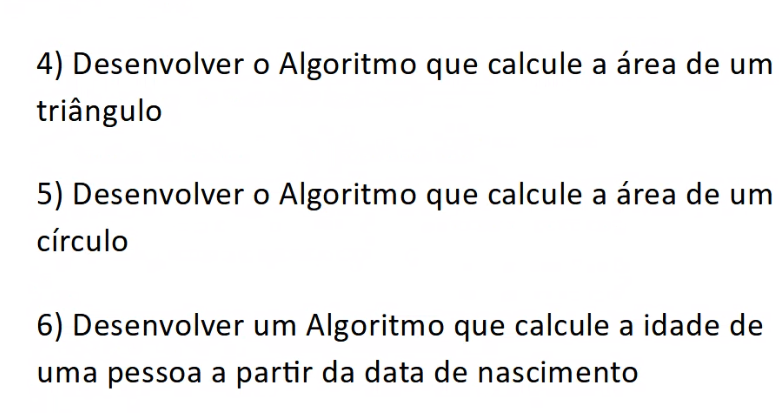 4) Desenvolver o Algoritmo que calcule a área de um
triângulo
5) Desenvolver o Algoritmo que calcule a área de um
círculo
6) Desenvolver um Algoritmo que calcule a idade de
uma pessoa a partir da data de nascimento